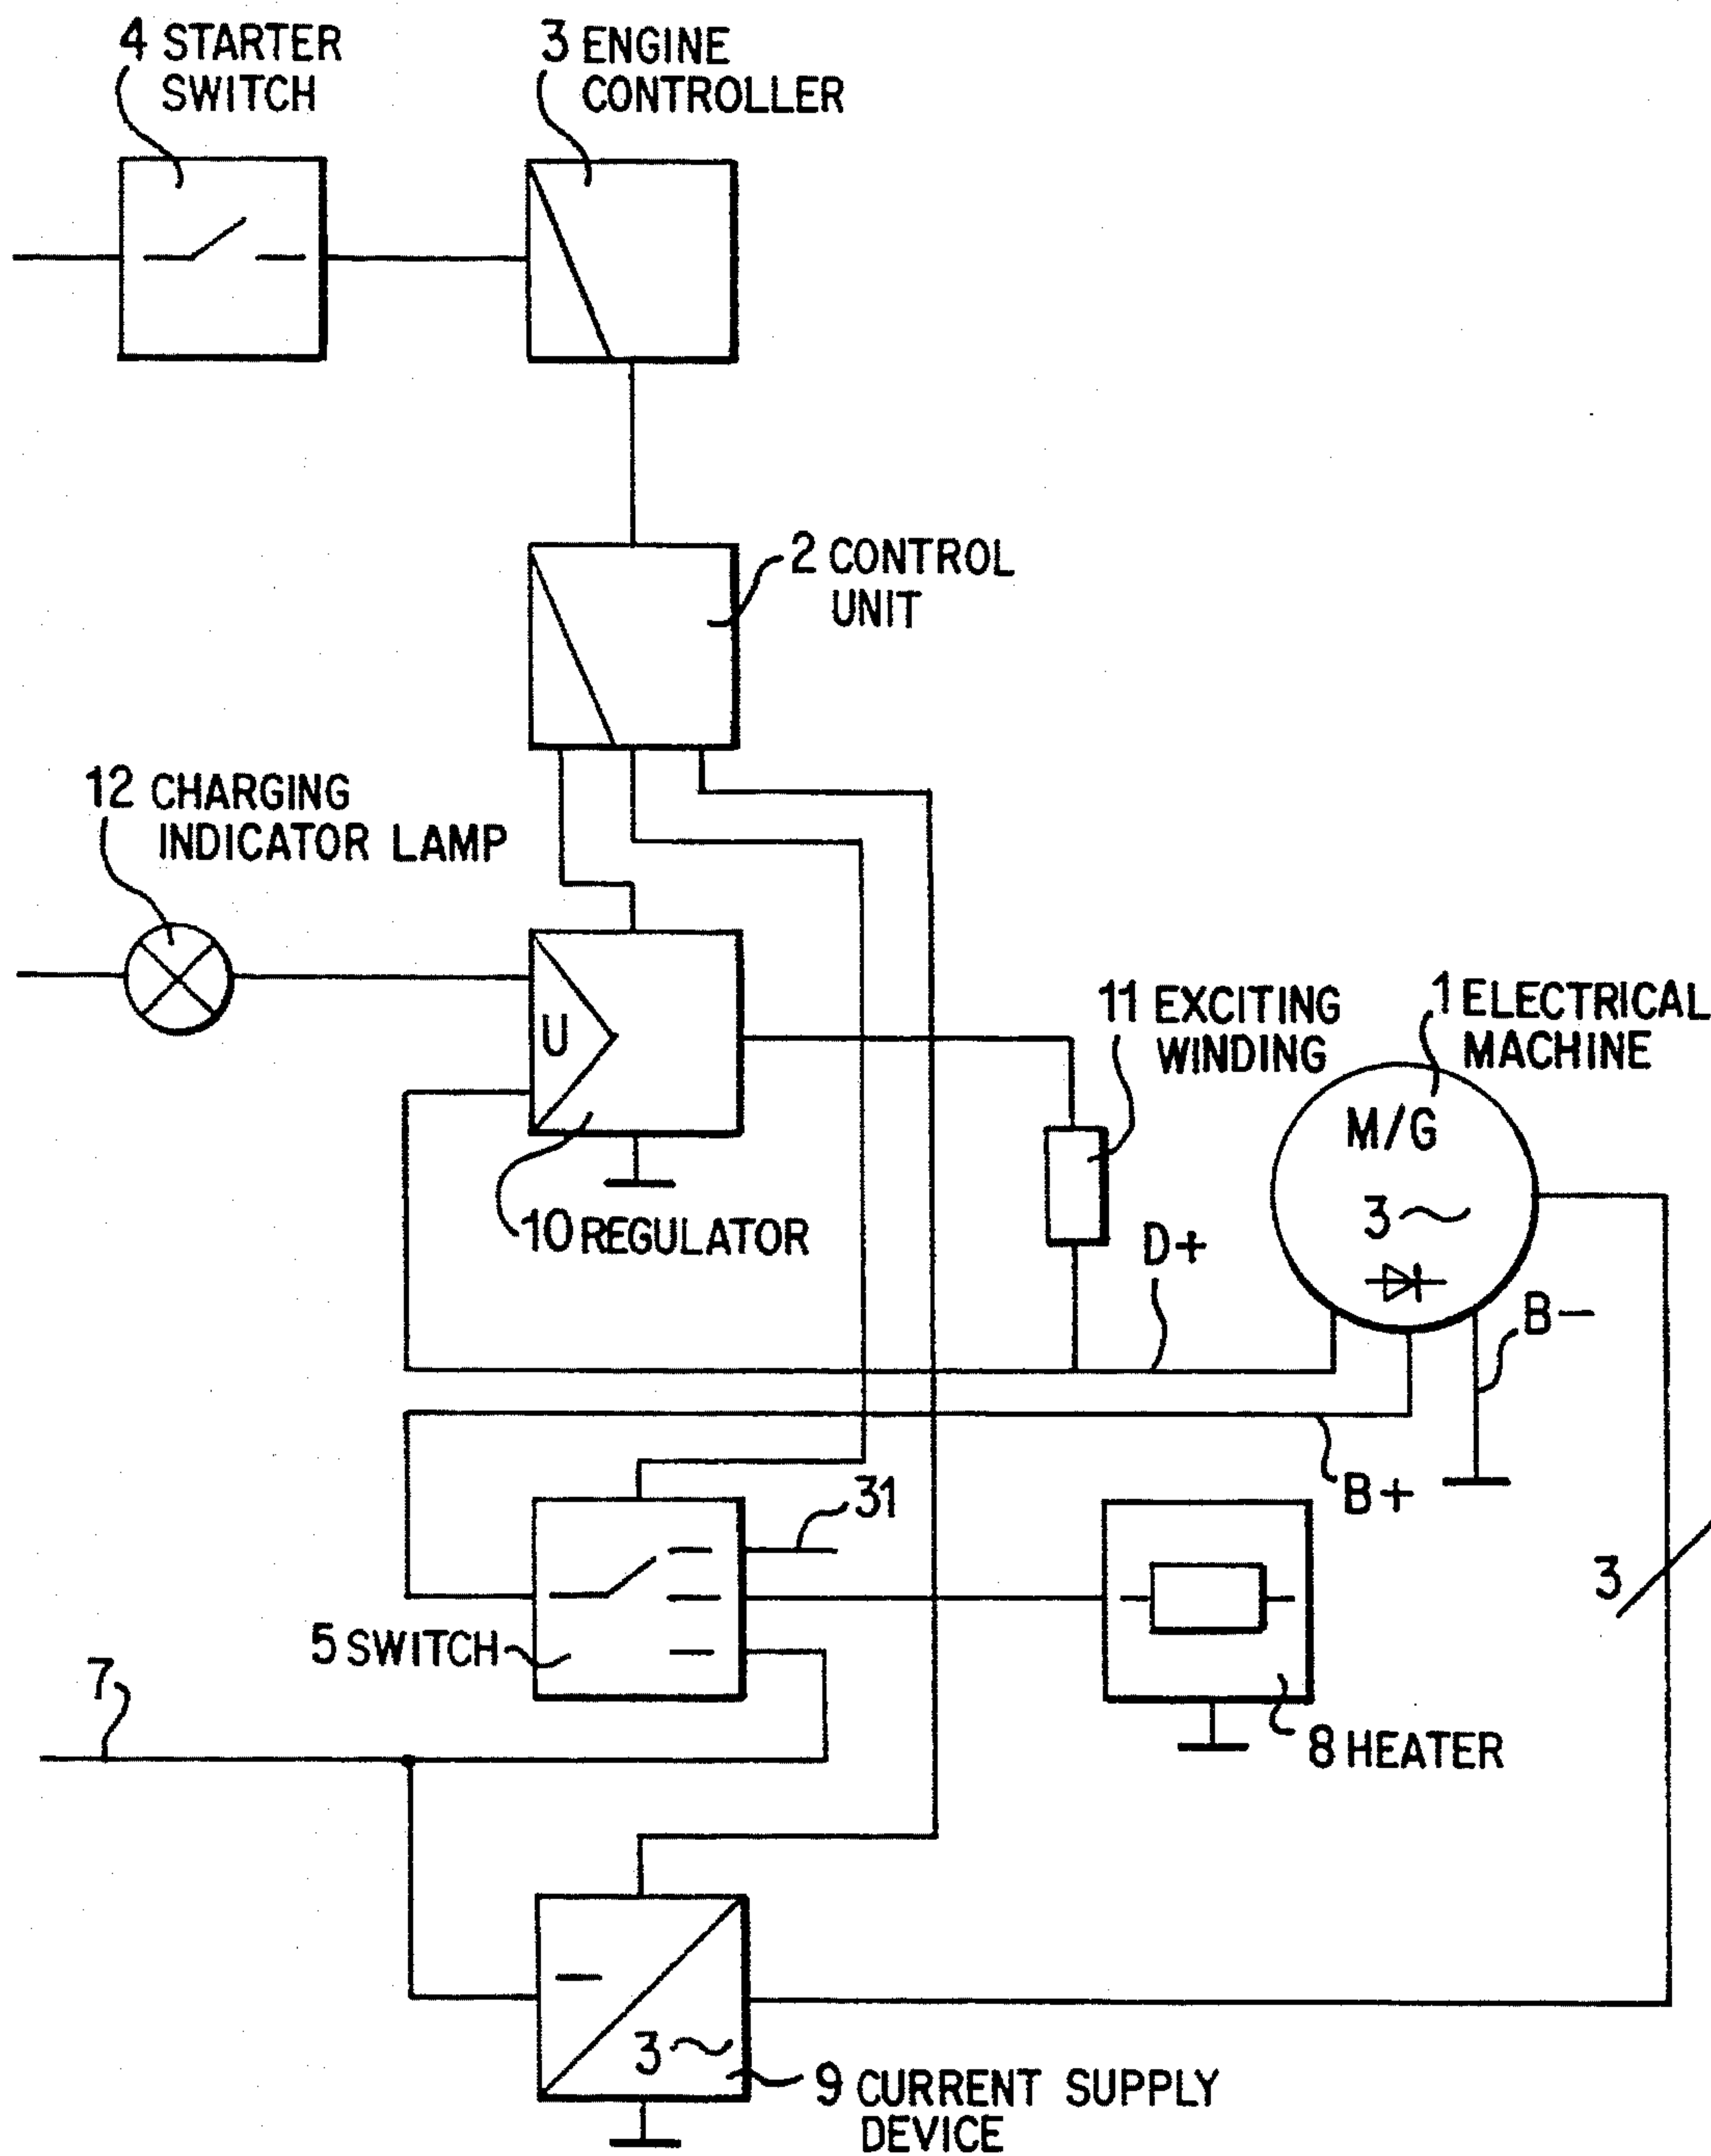 4 STARTER
SWITCH
3 ENGINE
CONTROLLER
2 CONTROL
UNIT
12 CHARGING
INDICATOR LAMP
U
10 REGULATOR
11 EXCITING
WINDING
1 ELECTRICAL
MACHINE
M/G
3~
D+
B-
B+
31
5 SWITCH
3
7
8 HEATER
3~
9 CURRENT SUPPLY
DEVICE